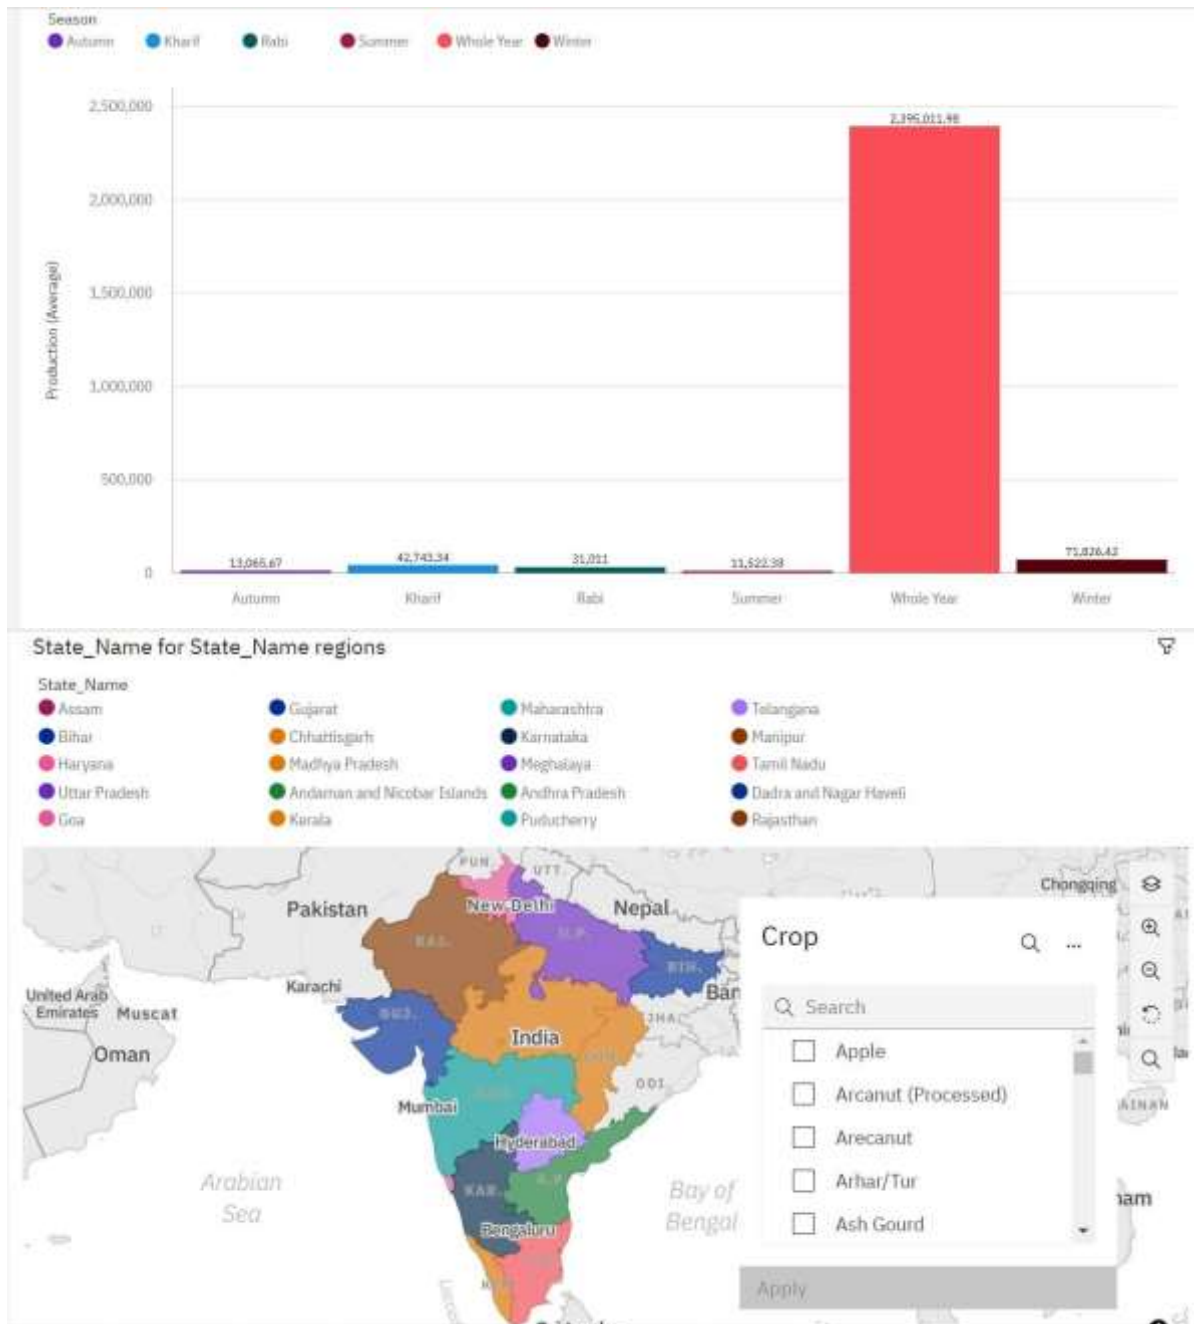 Season
Autumn Kharif Rabi Summer Whole Year Winter
2,500,000
2,395,011.98
2,000,000
1,500,000
Production (Average)
1,000,000
500,000
13,065.67 42,743.34 31,011 11,522.38 71,826.42
0
Autumn Kharif Rabi Summer Whole Year Winter
State_Name for State_Name regions
State_Name
Assam Gujarat Maharashtra Telangana
Bihar Chhattisgarh Karnataka Manipur
Haryana Madhya Pradesh Meghalaya Tamil Nadu
Uttar Pradesh Andaman and Nicobar Islands Andhra Pradesh Dadra and Nagar Haveli
Goa Kerala Puducherry Rajasthan
PUN.
UTT.
Chongqing
Pakistan
New Delhi
Nepal
RAJ.
U.P.
BIH.
Karachi
United Arab
Emirates
Muscat
Oman
GUJ.
India
JHA.
ODI.
Mumbai
Hyderabad
Arabian
Sea
KAR.
Bay of
Bengal
Bengaluru
Crop
...
Search
Apple
Arcanut (Processed)
Arecanut
Arhar/Tur
Ash Gourd
Apply
AINAN